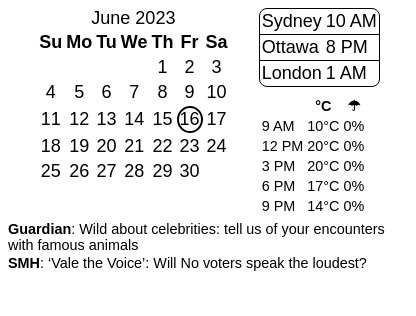 June 2023
Su Mo Tu We Th Fr Sa
1 2 3
4 5 6 7 8 9 10
11 12 13 14 15 16 17
18 19 20 21 22 23 24
25 26 27 28 29 30
Sydney 10 AM
Ottawa 8 PM
London 1 AM
°C ☂
9 AM 10°C 0%
12 PM 20°C 0%
3 PM 20°C 0%
6 PM 17°C 0%
9 PM 14°C 0%
Guardian: Wild about celebrities: tell us of your encounters
with famous animals
SMH: ‘Vale the Voice’: Will No voters speak the loudest?